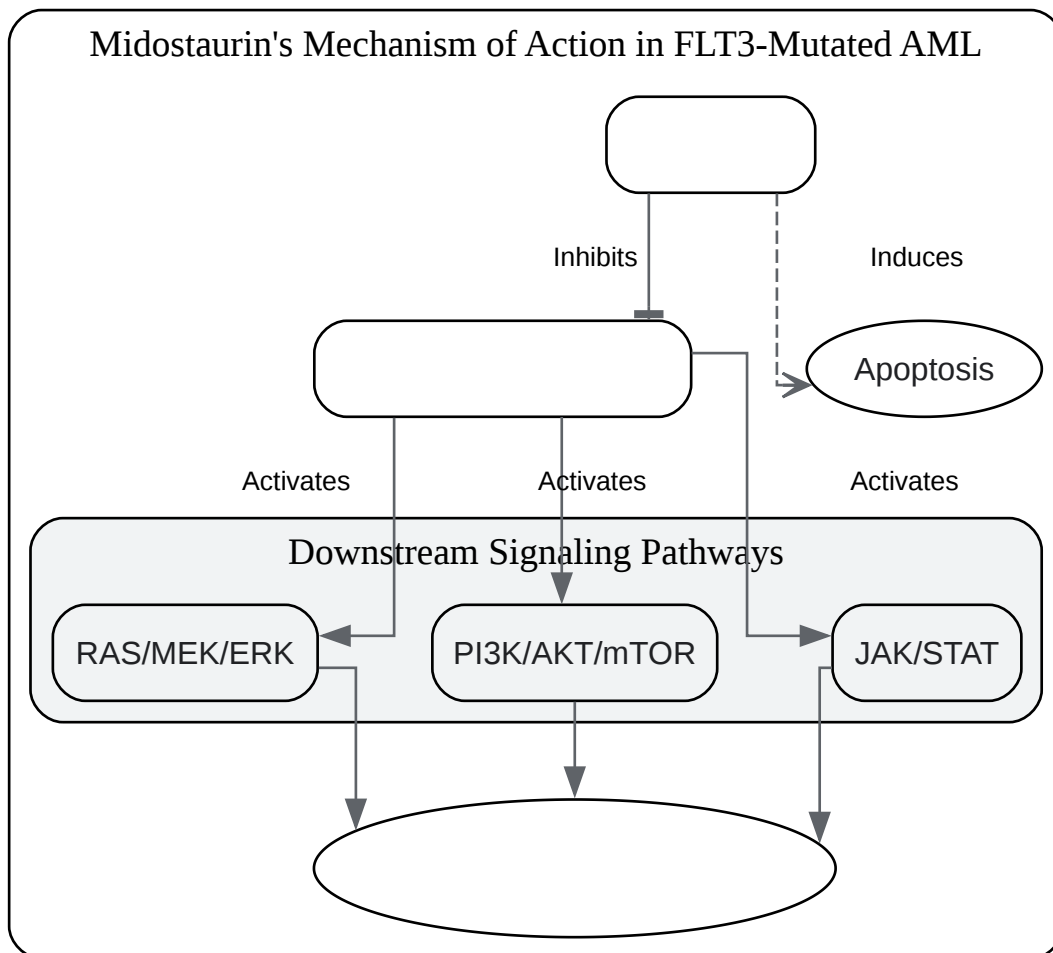 Midostaurin's Mechanism of Action in FLT3-Mutated AML
Inhibits
Induces
Apoptosis
Activates
Activates
Activates
Downstream Signaling Pathways
RAS/MEK/ERK
PI3K/AKT/mTOR
JAK/STAT